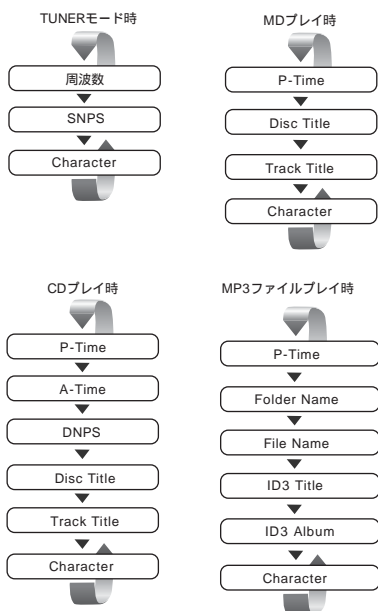 TUNERモード時
周波数
SNPS
Character
MDプレイ時
P-Time
Disc Title
Track Title
Character
CDプレイ時
P-Time
A-Time
DNPS
Disc Title
Track Title
Character
MP3ファイルプレイ時
P-Time
Folder Name
File Name
ID3 Title
ID3 Album
Character